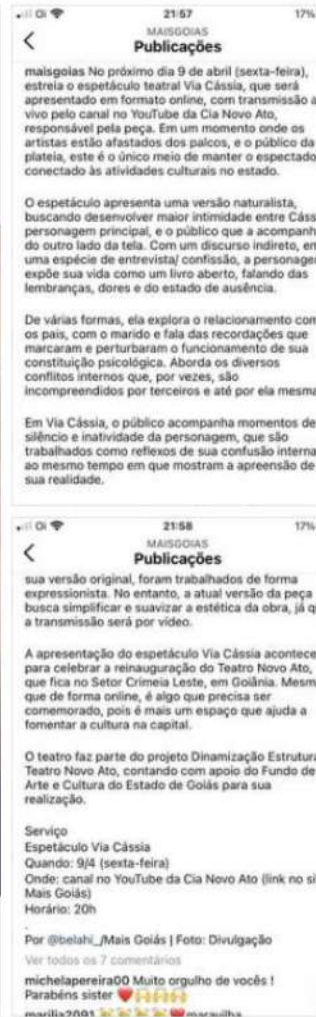 Oi 21:57 17%
MAISGOIAS
Publicações
maisgoias No próximo dia 9 de abril (sexta-feira),
estreia o espetáculo teatral Via Cássia, que será
apresentado em formato online, com transmissão a
vivo pelo canal no YouTube da Cia Novo Ato,
responsável pela peça. Em um momento onde os
artistas estão afastados dos palcos, e o público da
plateia, este é o único meio de manter o espectado
conectado às atividades culturais no estado.
O espetáculo apresenta uma versão naturalista,
buscando desenvolver maior intimidade entre Cáss
personagem principal, e o público que a acompanh
do outro lado da tela. Com um discurso indireto, em
uma espécie de entrevista/ confissão, a personagem
expõe sua vida como um livro aberto, falando das
lembranças, dores e do estado de ausência.
De várias formas, ela explora o relacionamento com
os pais, com o marido e fala das recordações que
marcaram e perturbaram o funcionamento de sua
constituição psicológica. Aborda os diversos
conflitos internos que, por vezes, são
incompreendidos por terceiros e até por ela mesma
Em Via Cássia, o público acompanha momentos de
silêncio e inatividade da personagem, que são
trabalhados como reflexos de sua confusão interna
ao mesmo tempo em que mostram a apreensão de
sua realidade.
Oi 21:58 17%
MAISGOIAS
Publicações
sua versão original, foram trabalhados de forma
expressionista. No entanto, a atual versão da peça
busca simplificar e suavizar a estética da obra, já q
a transmissão será por vídeo.
A apresentação do espetáculo Via Cássia acontece
para celebrar a reinauguração do Teatro Novo Ato,
que fica no Setor Crimeia Leste, em Goiânia. Mesm
que de forma online, é algo que precisa ser
comemorado, pois é mais um espaço que ajuda a
fomentar a cultura na capital.
O teatro faz parte do projeto Dinamização Estrutura
Teatro Novo Ato, contando com apoio do Fundo de
Arte e Cultura do Estado de Goiás para sua
realização.
Serviço
Espetáculo Via Cássia
Quando: 9/4 (sexta-feira)
Onde: canal no YouTube da Cia Novo Ato (link no si
Mais Goiás)
Horário: 20h
.
Por @belahi_/Mais Goiás | Foto: Divulgação
Ver todos os 7 comentários
michelapereira00 Muito orgulho de vocês !
Parabéns sister
marilia2091 maravilha